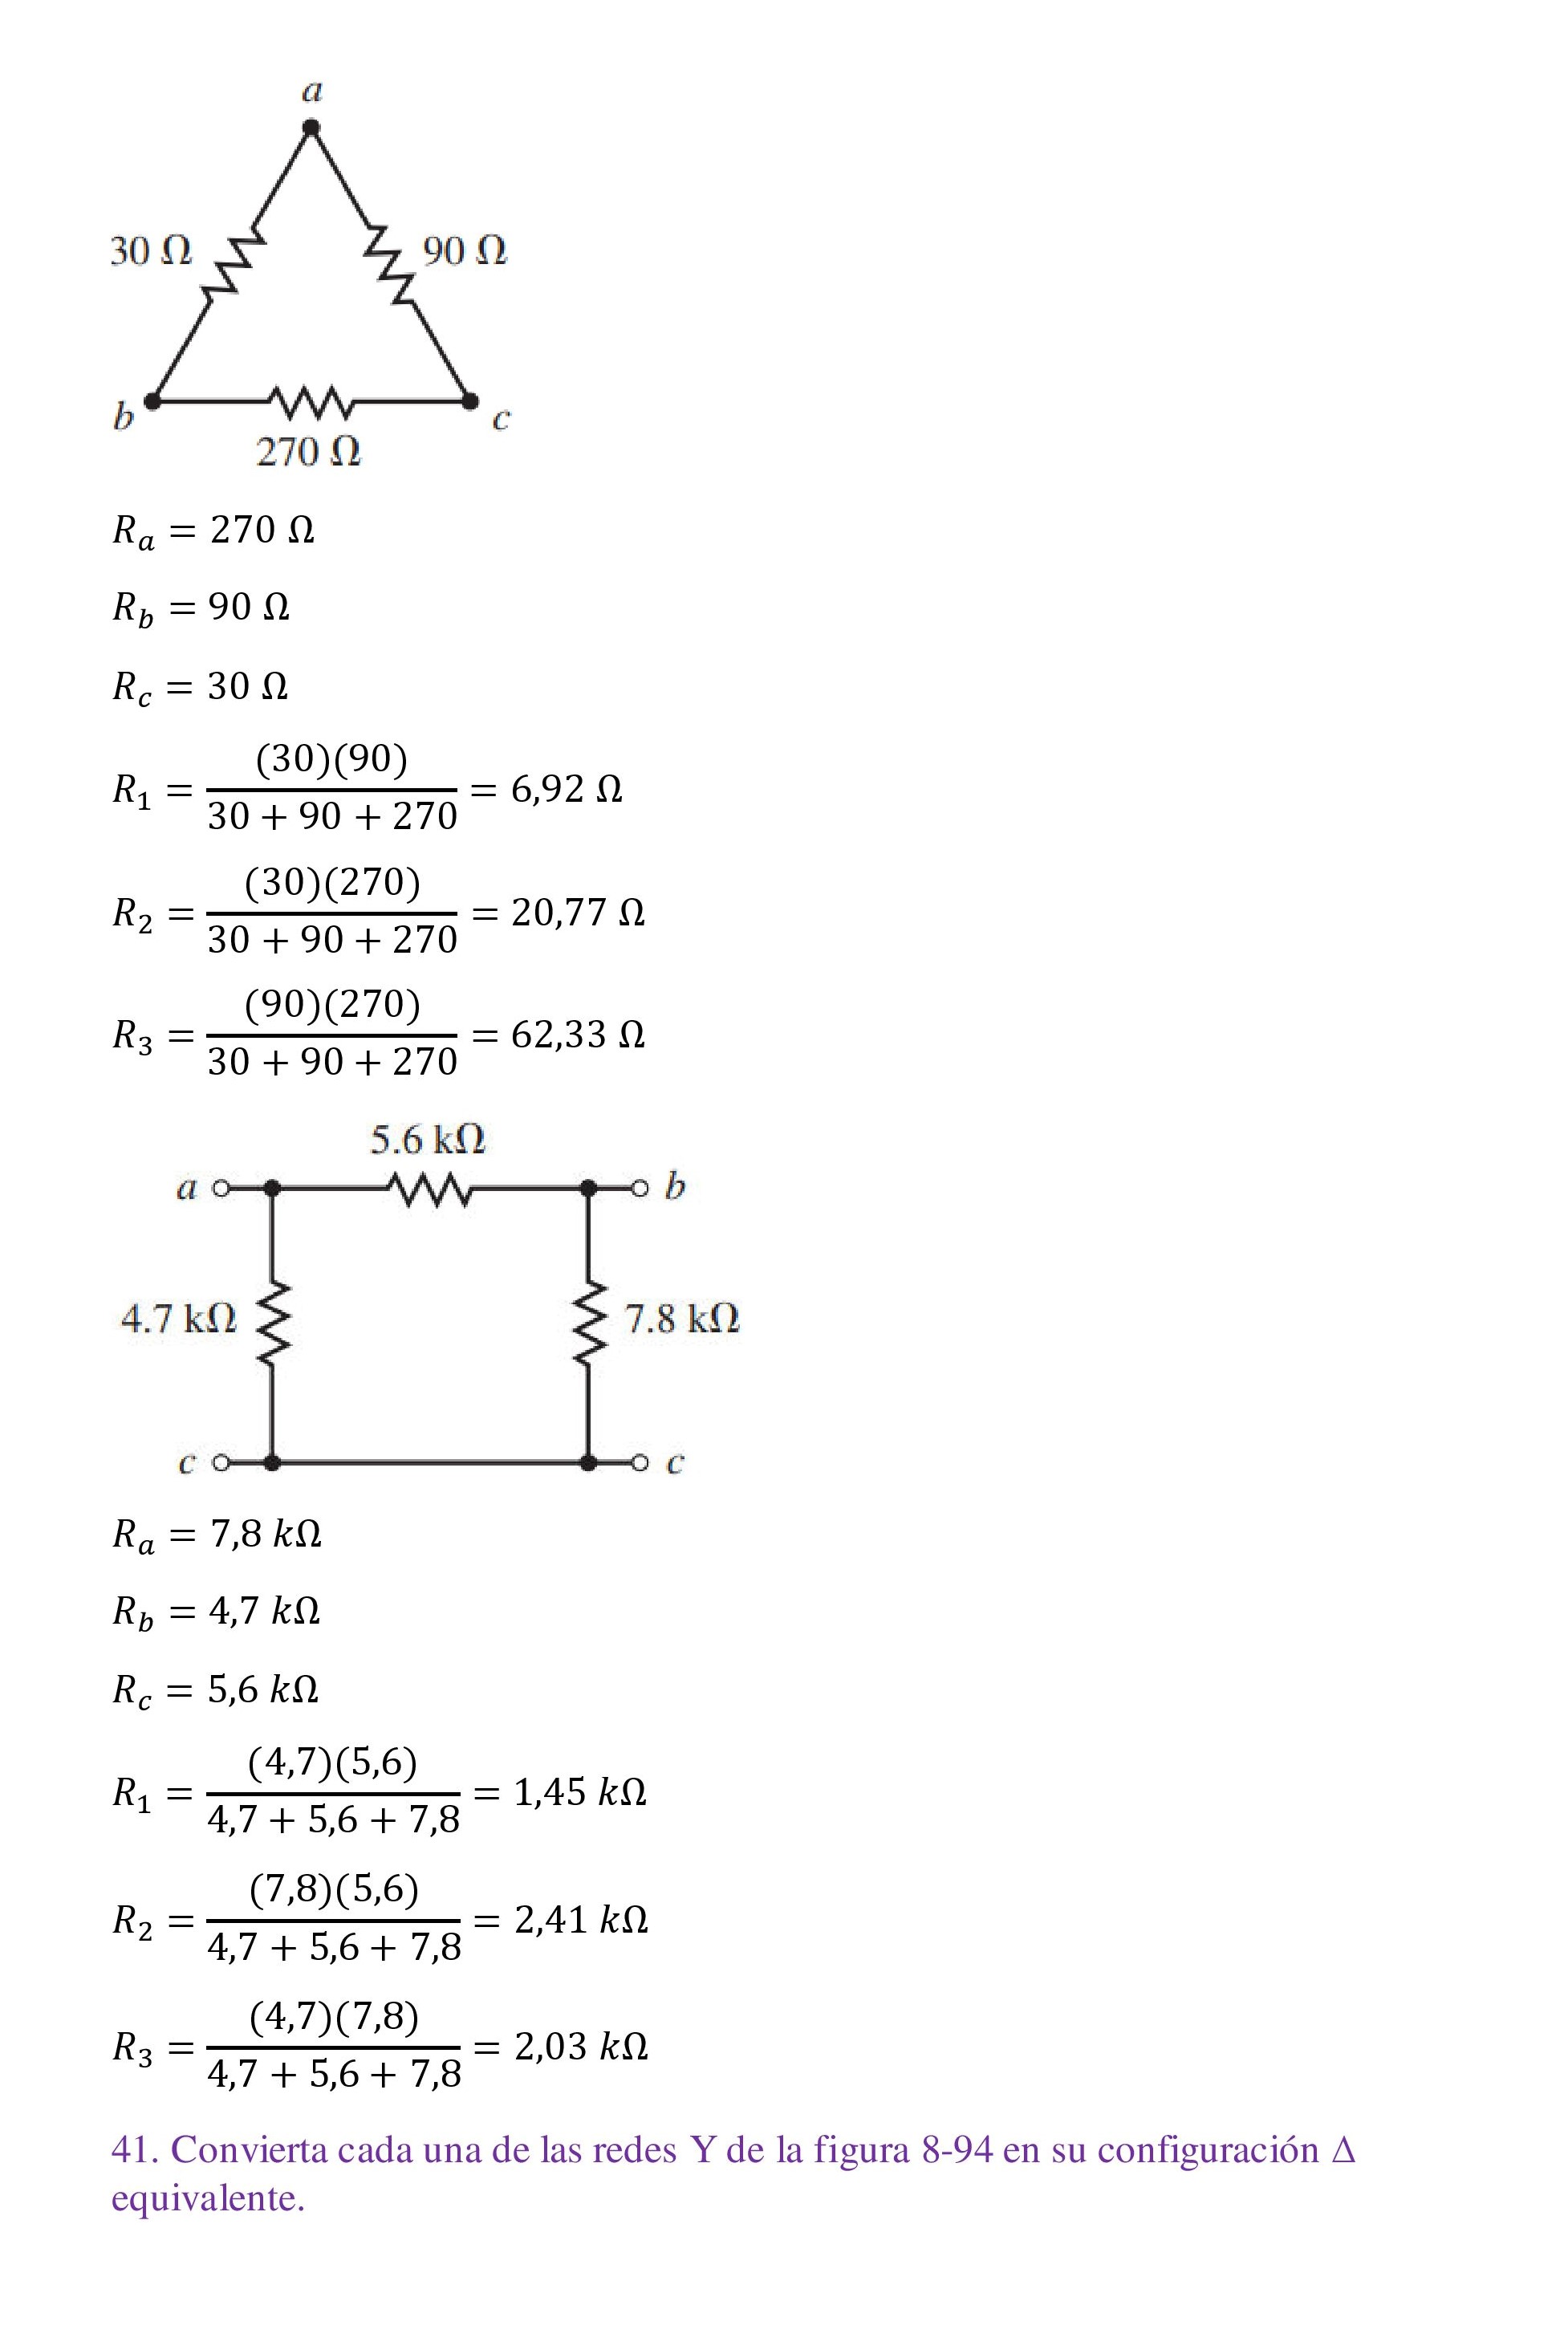 a
30 Ω
90 Ω
b
c
270 Ω
R_a = 270 Ω
R_b = 90 Ω
R_c = 30 Ω
R_1 = (30)(90) / 30 + 90 + 270 = 6,92 Ω
R_2 = (30)(270) / 30 + 90 + 270 = 20,77 Ω
R_3 = (90)(270) / 30 + 90 + 270 = 62,33 Ω
5.6 kΩ
a
b
4.7 kΩ
7.8 kΩ
c
c
R_a = 7,8 kΩ
R_b = 4,7 kΩ
R_c = 5,6 kΩ
R_1 = (4,7)(5,6) / 4,7 + 5,6 + 7,8 = 1,45 kΩ
R_2 = (7,8)(5,6) / 4,7 + 5,6 + 7,8 = 2,41 kΩ
R_3 = (4,7)(7,8) / 4,7 + 5,6 + 7,8 = 2,03 kΩ
41. Convierta cada una de las redes Y de la figura 8-94 en su configuración Δ
equivalente.